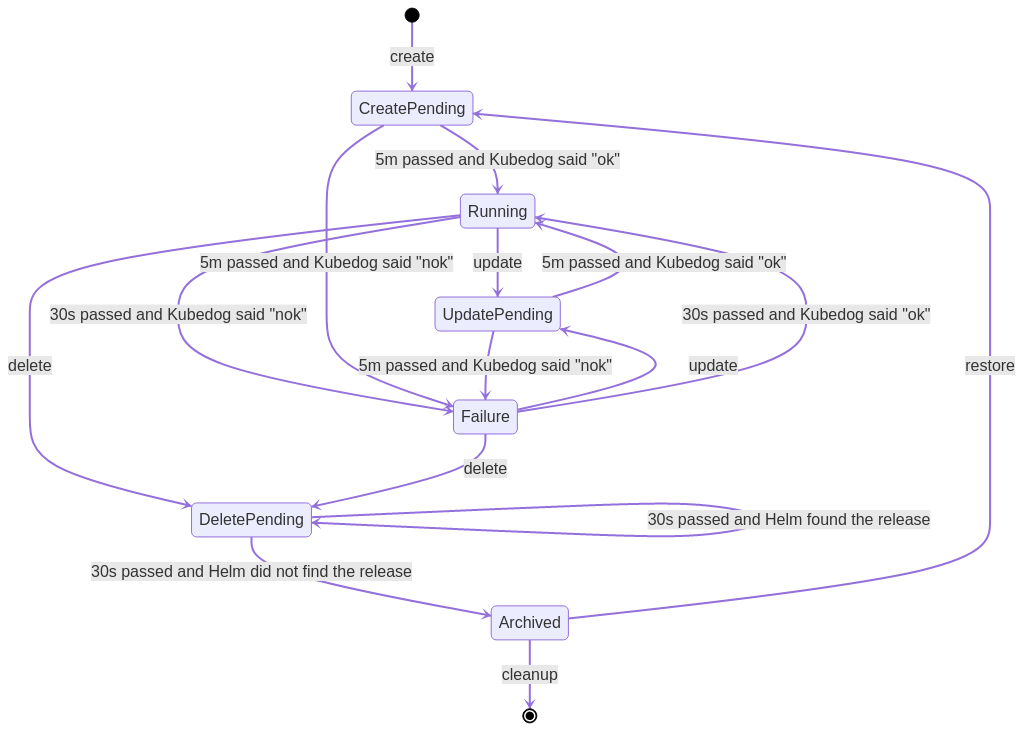 create
CreatePending
5m passed and Kubedog said "ok"
Running
5m passed and Kubedog said "nok"
update
5m passed and Kubedog said "ok"
30s passed and Kubedog said "nok"
UpdatePending
30s passed and Kubedog said "ok"
delete
5m passed and Kubedog said "nok"
update
restore
Failure
delete
DeletePending
30s passed and Helm found the release
30s passed and Helm did not find the release
Archived
cleanup